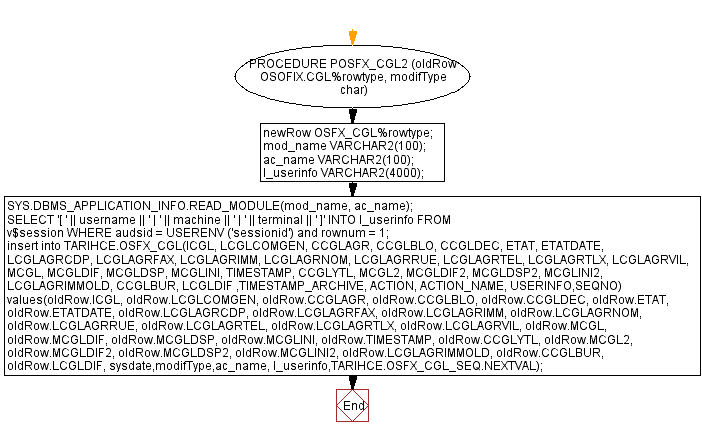 PROCEDURE POSFX_CGL2 (oldRow
OSOFIX.CGL%rowtype, modifType
char)
newRow OSFX_CGL%rowtype;
mod_name VARCHAR2(100);
ac_name VARCHAR2(100);
l_userinfo VARCHAR2(4000);
SYS.DBMS_APPLICATION_INFO.READ_MODULE(mod_name, ac_name);
SELECT '[ ' || username || ' | ' || machine || ' | ' || terminal || ' ]' INTO l_userinfo FROM
v$session WHERE audsid = USERENV ('sessionid') and rownum = 1;
insert into TARIHCE.OSFX_CGL(ICGL, LCGLCOMGEN, CCGLAGR, CCGLBLO, CCGLDEC, ETAT, ETATDATE,
LCGLAGRCDP, LCGLAGRFAX, LCGLAGRIMM, LCGLAGRNOM, LCGLAGRRUE, LCGLAGRTEL, LCGLAGRTLX, LCGLAGRVIL,
MCGL, MCGLDIF, MCGLDSP, MCGLINI, TIMESTAMP, CCGLYTL, MCGL2, MCGLDIF2, MCGLDSP2, MCGLINI2,
LCGLAGRIMMOLD, CCGLBUR, LCGLDIF ,TIMESTAMP_ARCHIVE, ACTION, ACTION_NAME, USERINFO,SEQNO)
values(oldRow.ICGL, oldRow.LCGLCOMGEN, oldRow.CCGLAGR, oldRow.CCGLBLO, oldRow.CCGLDEC, oldRow.ETAT,
oldRow.ETATDATE, oldRow.LCGLAGRCDP, oldRow.LCGLAGRFAX, oldRow.LCGLAGRIMM, oldRow.LCGLAGRNOM,
oldRow.LCGLAGRRUE, oldRow.LCGLAGRTEL, oldRow.LCGLAGRTLX, oldRow.LCGLAGRVIL, oldRow.MCGL,
oldRow.MCGLDIF, oldRow.MCGLDSP, oldRow.MCGLINI, oldRow.TIMESTAMP, oldRow.CCGLYTL, oldRow.MCGL2,
oldRow.MCGLDIF2, oldRow.MCGLDSP2, oldRow.MCGLINI2, oldRow.LCGLAGRIMMOLD, oldRow.CCGLBUR,
oldRow.LCGLDIF, sysdate,modifType,ac_name, l_userinfo,TARIHCE.OSFX_CGL_SEQ.NEXTVAL);
End